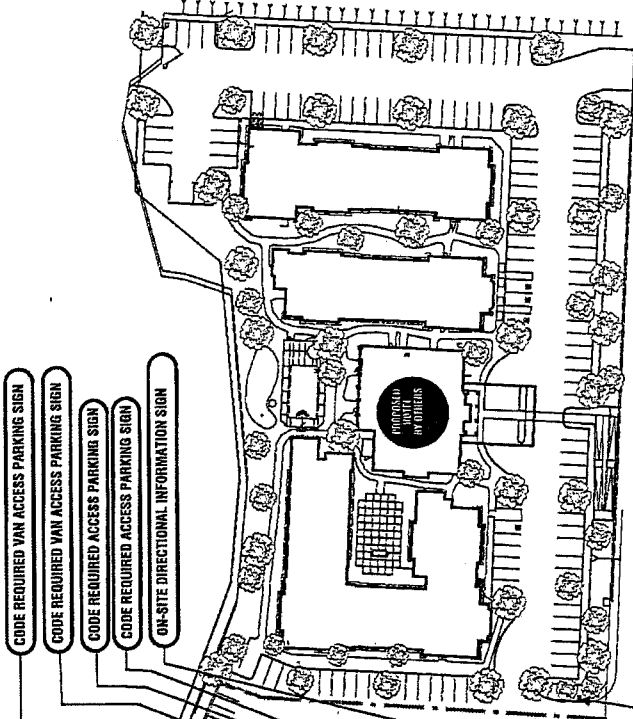 CODE REQUIRED VAN ACCESS PARKING SIGN
CODE REQUIRED VAN ACCESS PARKING SIGN
CODE REQUIRED ACCESS PARKING SIGN
CODE REQUIRED ACCESS PARKING SIGN
ON-SITE DIRECTIONAL INFORMATION SIGN
PROPOSED
HOTEL
BY OTHERS